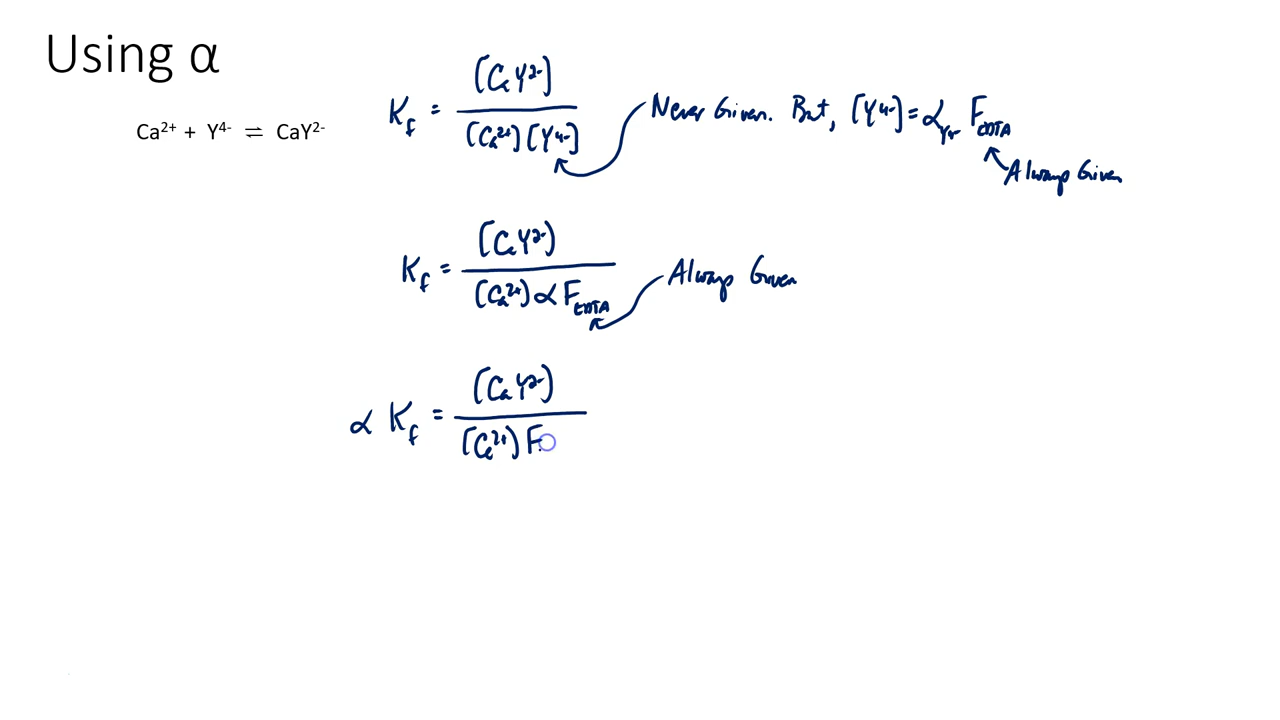 Using α
Ca²⁺ + Y⁴⁻ ⇌ CaY²⁻
K_f = [CaY²⁻] / [Ca²⁺][Y⁴⁻]
Never Given. But, [Y⁴⁻] = α_Y⁴⁻ F_EDTA
Always Given
K_f = [CaY²⁻] / [Ca²⁺] α F_EDTA
Always Given
α K_f = [CaY²⁻] / [Ca²⁺] F